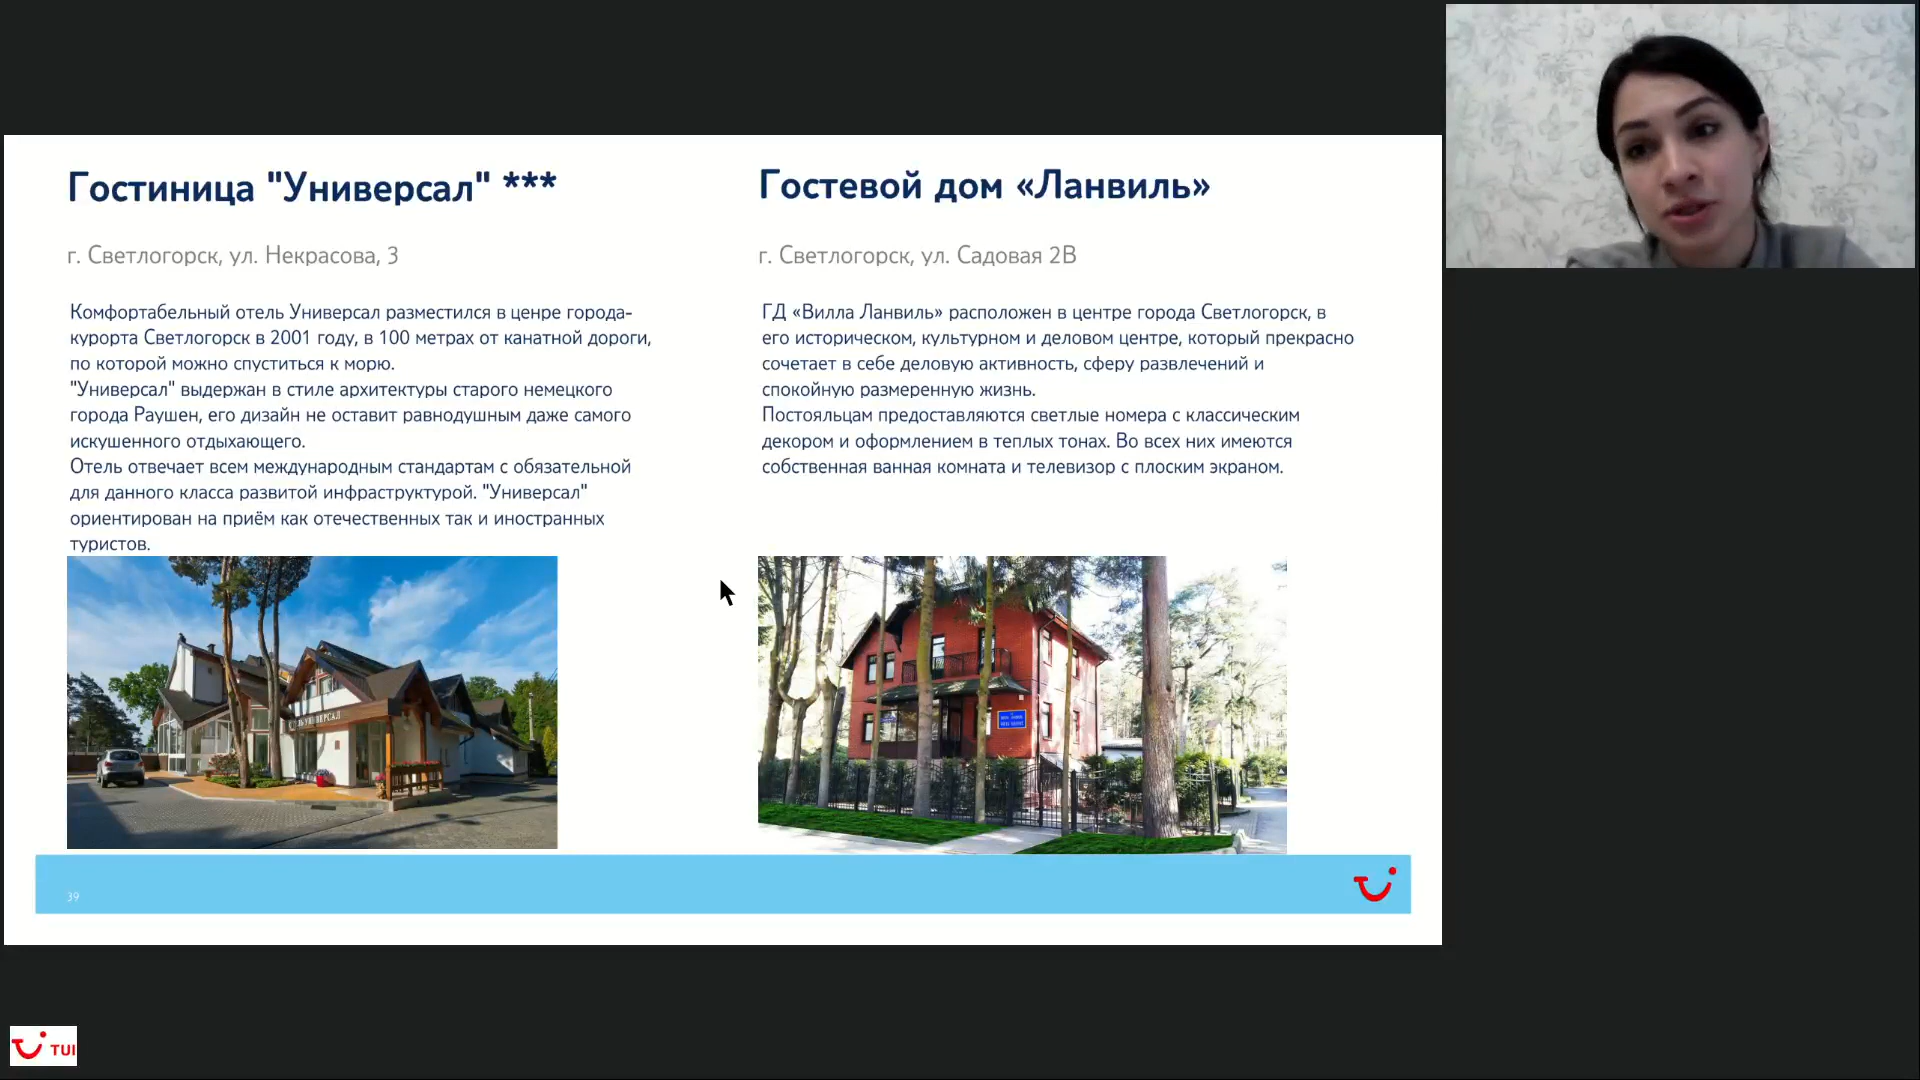 Гостиница "Универсал" ***
г. Светлогорск, ул. Некрасова, 3
Комфортабельный отель Универсал разместился в ценре города-
курорта Светлогорск в 2001 году, в 100 метрах от канатной дороги,
по которой можно спуститься к морю.
"Универсал" выдержан в стиле архитектуры старого немецкого
города Раушен, его дизайн не оставит равнодушным даже самого
искушенного отдыхающего.
Отель отвечает всем международным стандартам с обязательной
для данного класса развитой инфраструктурой. "Универсал"
ориентирован на приём как отечественных так и иностранных
туристов.
Гостевой дом «Ланвиль»
г. Светлогорск, ул. Садовая 2В
ГД «Вилла Ланвиль» расположен в центре города Светлогорск, в
его историческом, культурном и деловом центре, который прекрасно
сочетает в себе деловую активность, сферу развлечений и
спокойную размеренную жизнь.
Постояльцам предоставляются светлые номера с классическим
декором и оформлением в теплых тонах. Во всех них имеются
собственная ванная комната и телевизор с плоским экраном.
УНИВЕРСАЛ
39
TUI